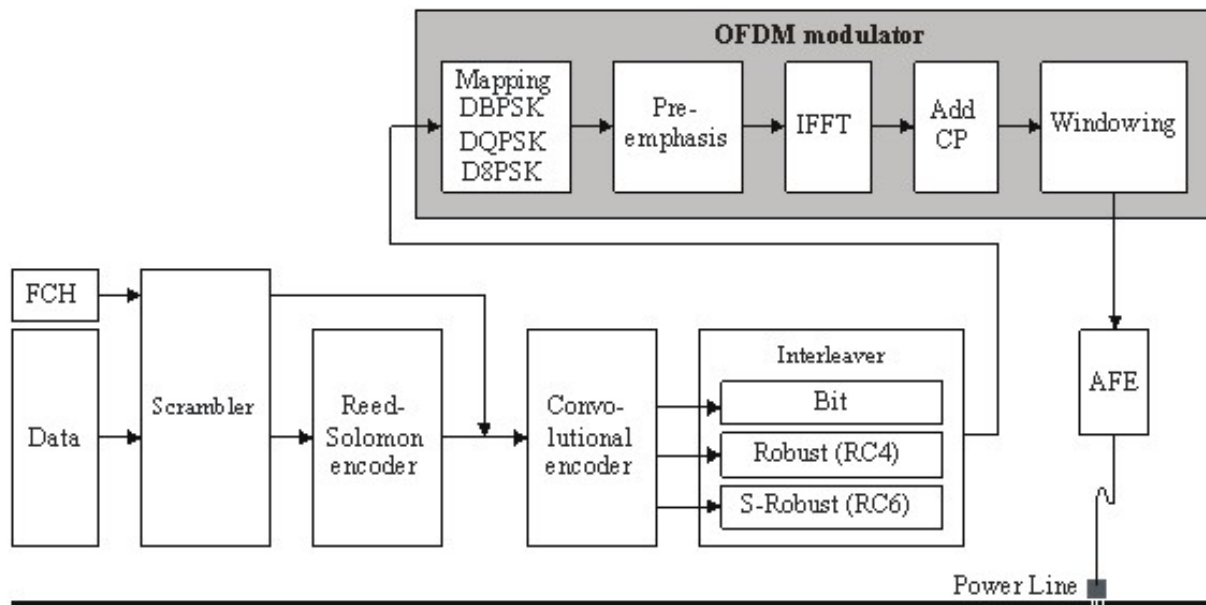 OFDM modulator
Mapping
DBPSK
DQPSK
D8PSK
Pre-
emphasis
IFFT
Add
CP
Windowing
FCH
Data
Scrambler
Reed-
Solomon
encoder
Convo-
lutional
encoder
Interleaver
Bit
Robust (RC4)
S-Robust (RC6)
AFE
Power Line